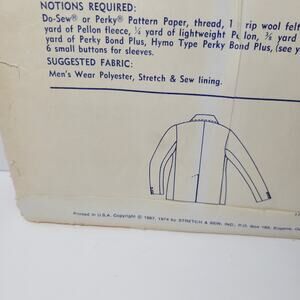 NOTIONS REQUIRED:
Do-Sew® or Perky® Pattern Paper, thread, 1 rip wool felt
yard of Pellon fleece, ¼ yard of lightweight Pe lon, ⅜ yard
yard of Perky Bond Plus, Hymo Type Perky Bond Plus, (see y
6 small buttons for sleeves.
SUGGESTED FABRIC:
Men's Wear Polyester, Stretch & Sew lining.
Printed in U.S.A. Copyright © 1967, 1974 by STRETCH & SEW, INC., P.O. Box 185, Eugene, O